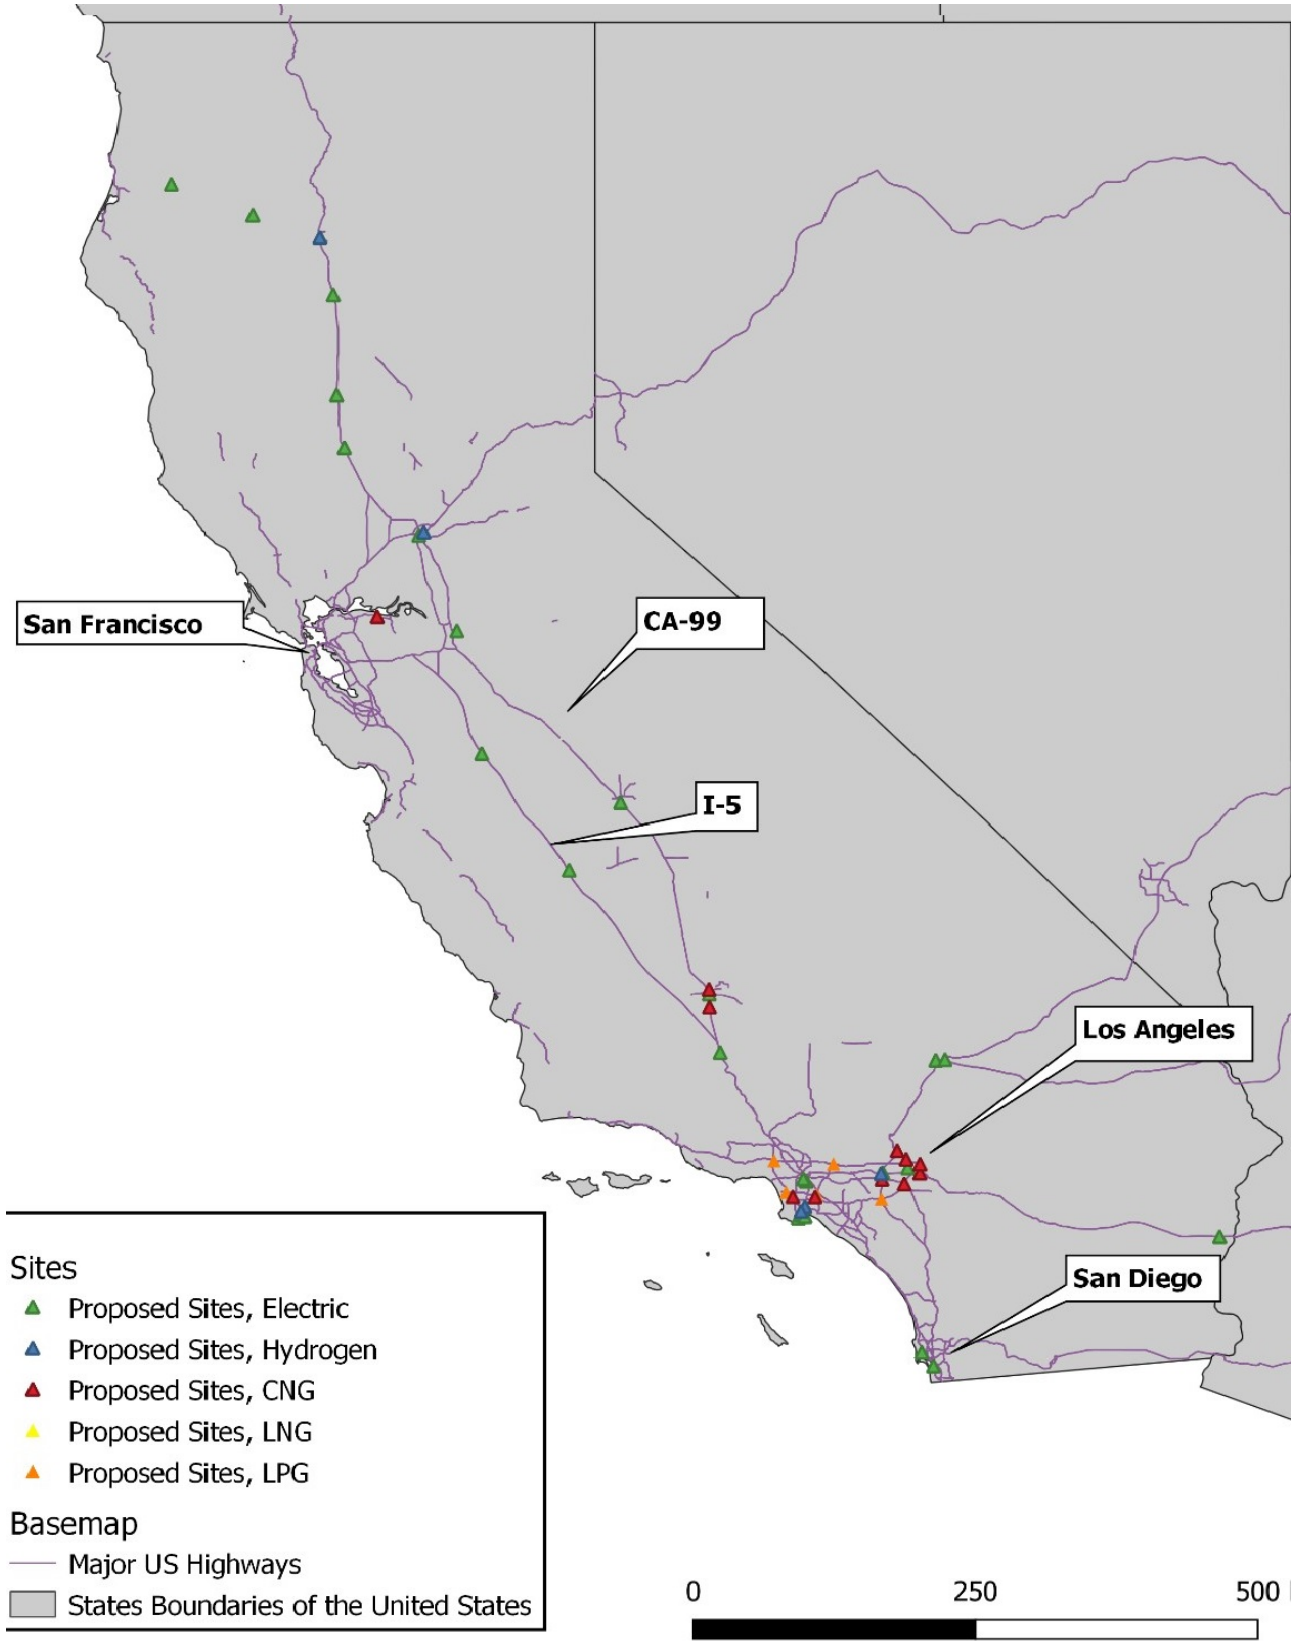 San Francisco
CA-99
I-5
Los Angeles
San Diego
Sites
Proposed Sites, Electric
Proposed Sites, Hydrogen
Proposed Sites, CNG
Proposed Sites, LNG
Proposed Sites, LPG
Basemap
Major US Highways
States Boundaries of the United States
0 250 500